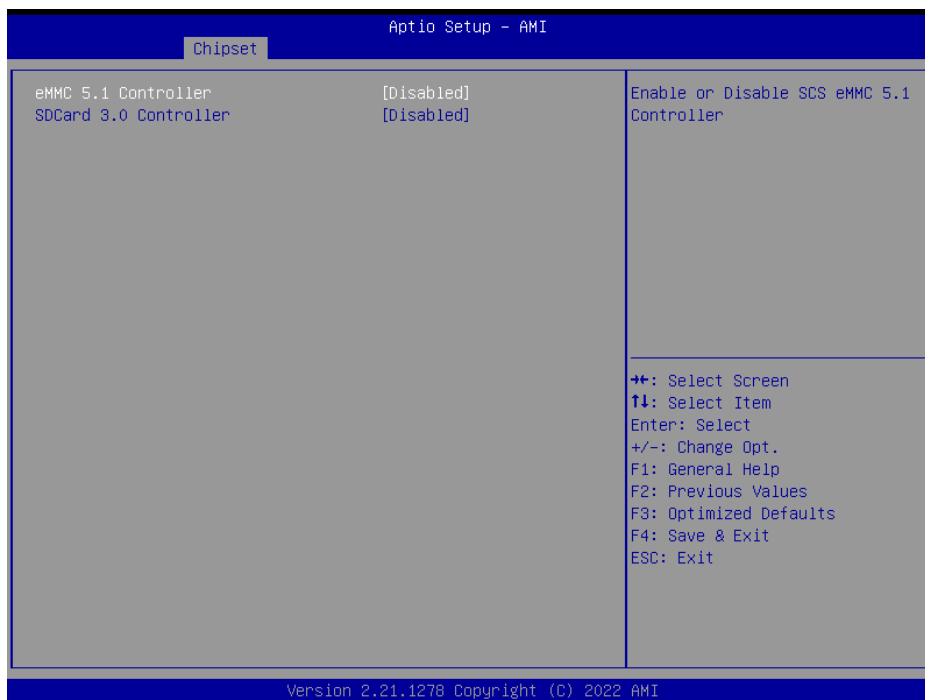 Aptio Setup – AMI
Chipset
eMMC 5.1 Controller [Disabled]
SDCard 3.0 Controller [Disabled]
Enable or Disable SCS eMMC 5.1
Controller
→←: Select Screen
↑↓: Select Item
Enter: Select
+/-: Change Opt.
F1: General Help
F2: Previous Values
F3: Optimized Defaults
F4: Save & Exit
ESC: Exit
Version 2.21.1278 Copyright (C) 2022 AMI